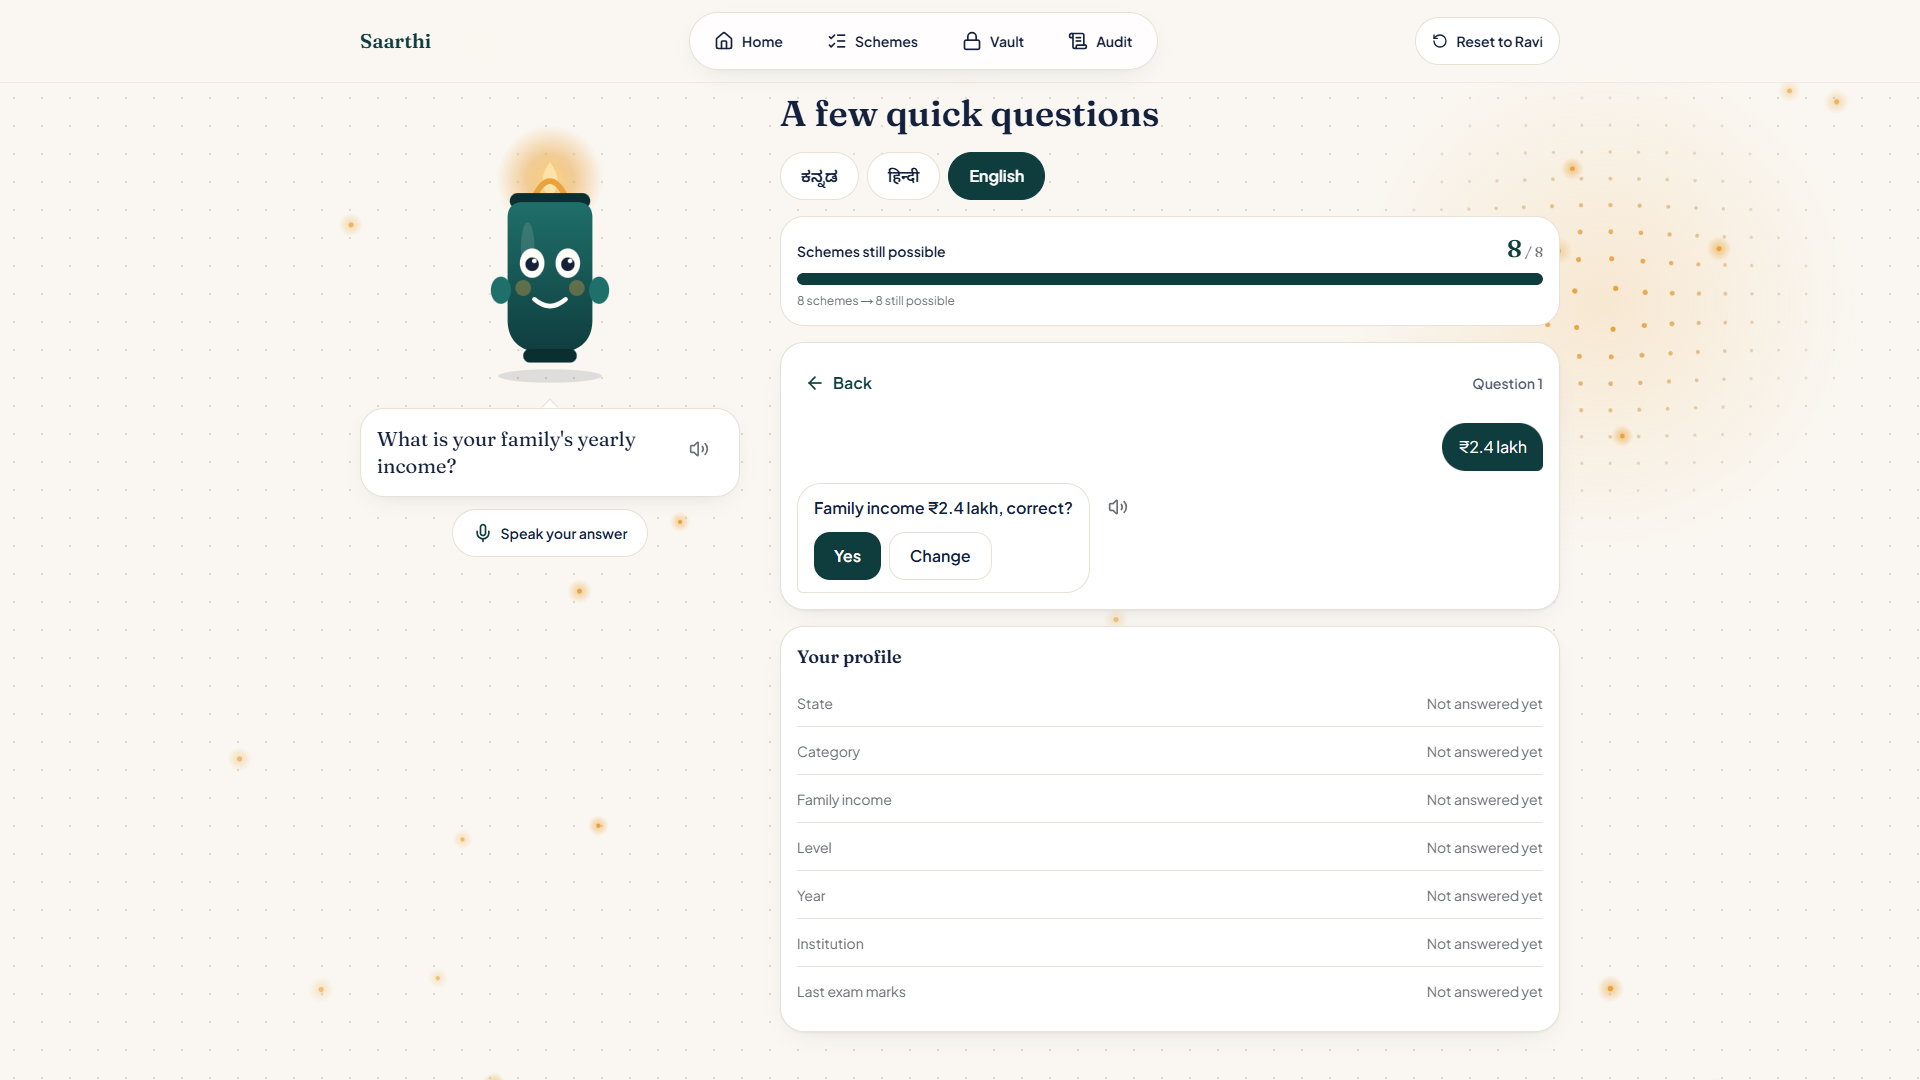 Saarthi
Home
Schemes
Vault
Audit
Reset to Ravi
What is your family's yearly
income?
Speak your answer
A few quick questions
ಕನ್ನಡ
हिन्दी
English
Schemes still possible
8 / 8
8 schemes → 8 still possible
Back
Question 1
₹2.4 lakh
Family income ₹2.4 lakh, correct?
Yes
Change
Your profile
State Not answered yet
Category Not answered yet
Family income Not answered yet
Level Not answered yet
Year Not answered yet
Institution Not answered yet
Last exam marks Not answered yet